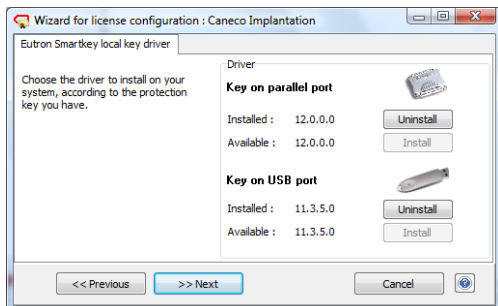 Wizard for license configuration : Caneco Implantation
Eutron Smartkey local key driver
Choose the driver to install on your
system, according to the protection
key you have.
Driver
Key on parallel port
Installed : 12.0.0.0 Uninstall
Available : 12.0.0.0 Install
Key on USB port
Installed : 11.3.5.0 Uninstall
Available : 11.3.5.0 Install
<< Previous >> Next Cancel